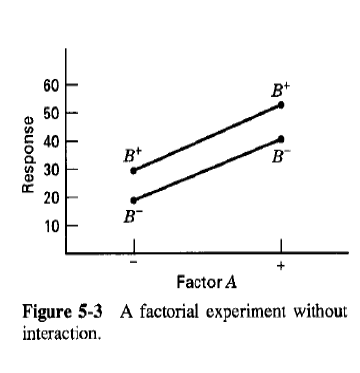 60
50
40
30
20
10
Response
B⁺
B⁺
B⁻
B⁻
−
+
Factor A
Figure 5-3 A factorial experiment without
interaction.